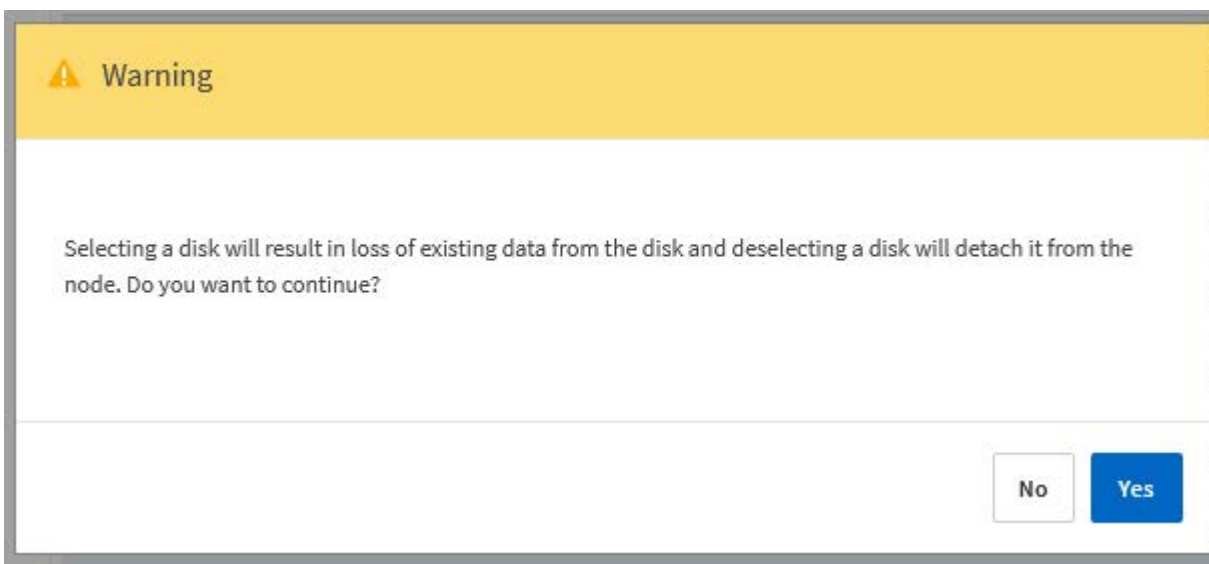 Warning
Selecting a disk will result in loss of existing data from the disk and deselecting a disk will detach it from the
node. Do you want to continue?
No
Yes